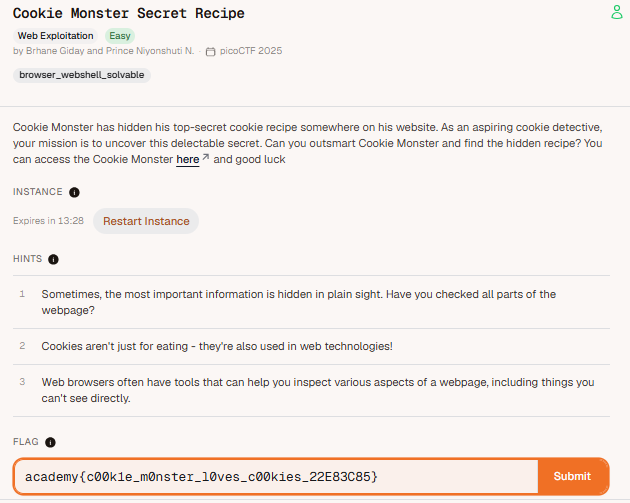 Cookie Monster Secret Recipe
Web Exploitation Easy
by Brhane Giday and Prince Niyonshuti N. · picoCTF 2025
browser_webshell_solvable
Cookie Monster has hidden his top-secret cookie recipe somewhere on his website. As an aspiring cookie detective,
your mission is to uncover this delectable secret. Can you outsmart Cookie Monster and find the hidden recipe? You
can access the Cookie Monster here↗ and good luck
INSTANCE i
Expires in 13:28 Restart Instance
HINTS i
1 Sometimes, the most important information is hidden in plain sight. Have you checked all parts of the
webpage?
2 Cookies aren't just for eating - they're also used in web technologies!
3 Web browsers often have tools that can help you inspect various aspects of a webpage, including things you
can't see directly.
FLAG i
academy{c00k1e_m0nster_l0ves_c00kies_22E83C85} Submit